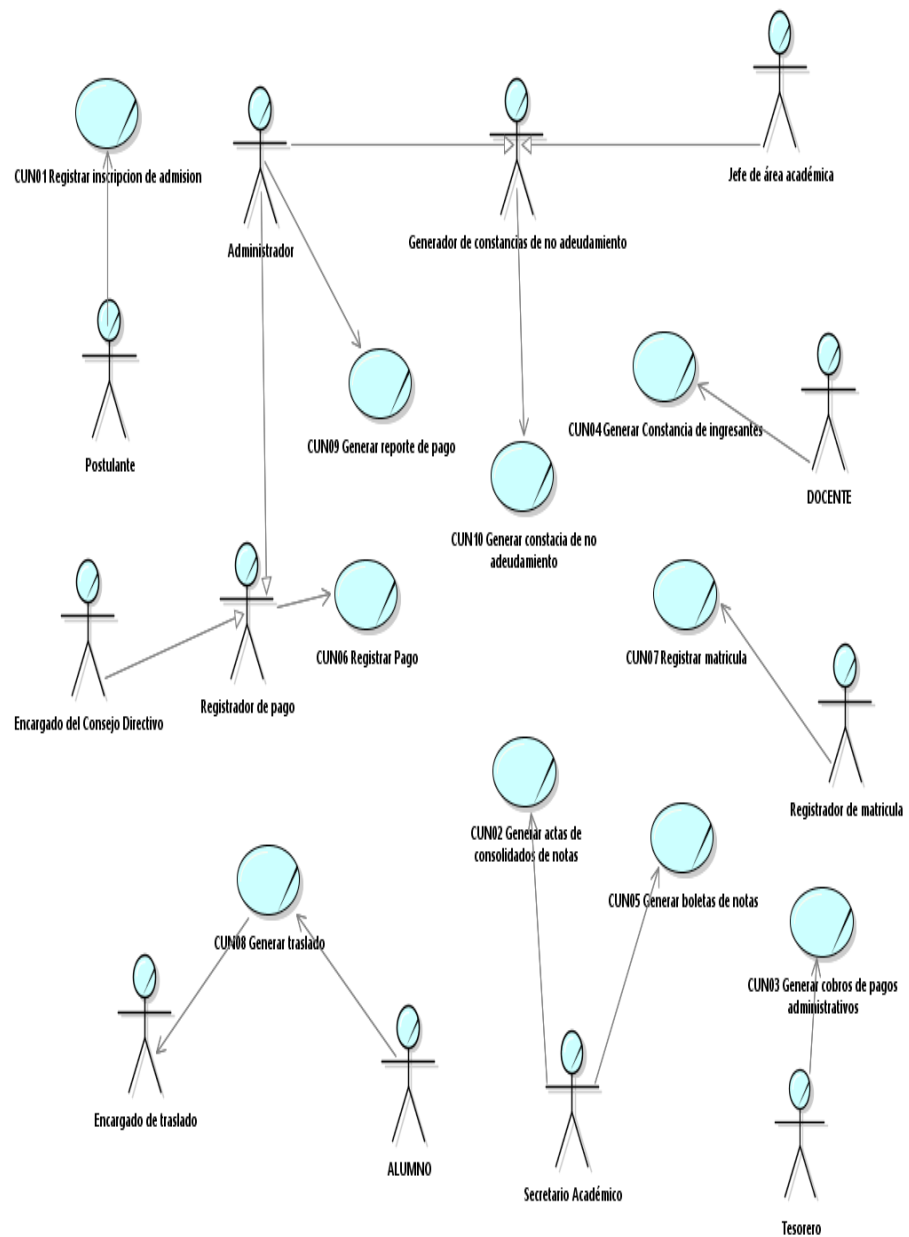 Jefe de área académica
CUN01 Registrar inscripcion de admision
Administrador
Generador de constancias de no adeudamiento
CUN09 Generar reporte de pago
CUN04 Generar Constancia de ingresantes
Postulante
DOCENTE
CUN10 Generar constacia de no
adeudamiento
CUN06 Registrar Pago
CUN07 Registrar matricula
Encargado del Consejo Directivo
Registrador de pago
Registrador de matricula
CUN02 Generar actas de
consolidados de notas
CUN05 Generar boletas de notas
CUN08 Generar traslado
CUN03 Generar cobros de pagos
administrativos
Encargado de traslado
ALUMNO
Secretario Académico
Tesorero